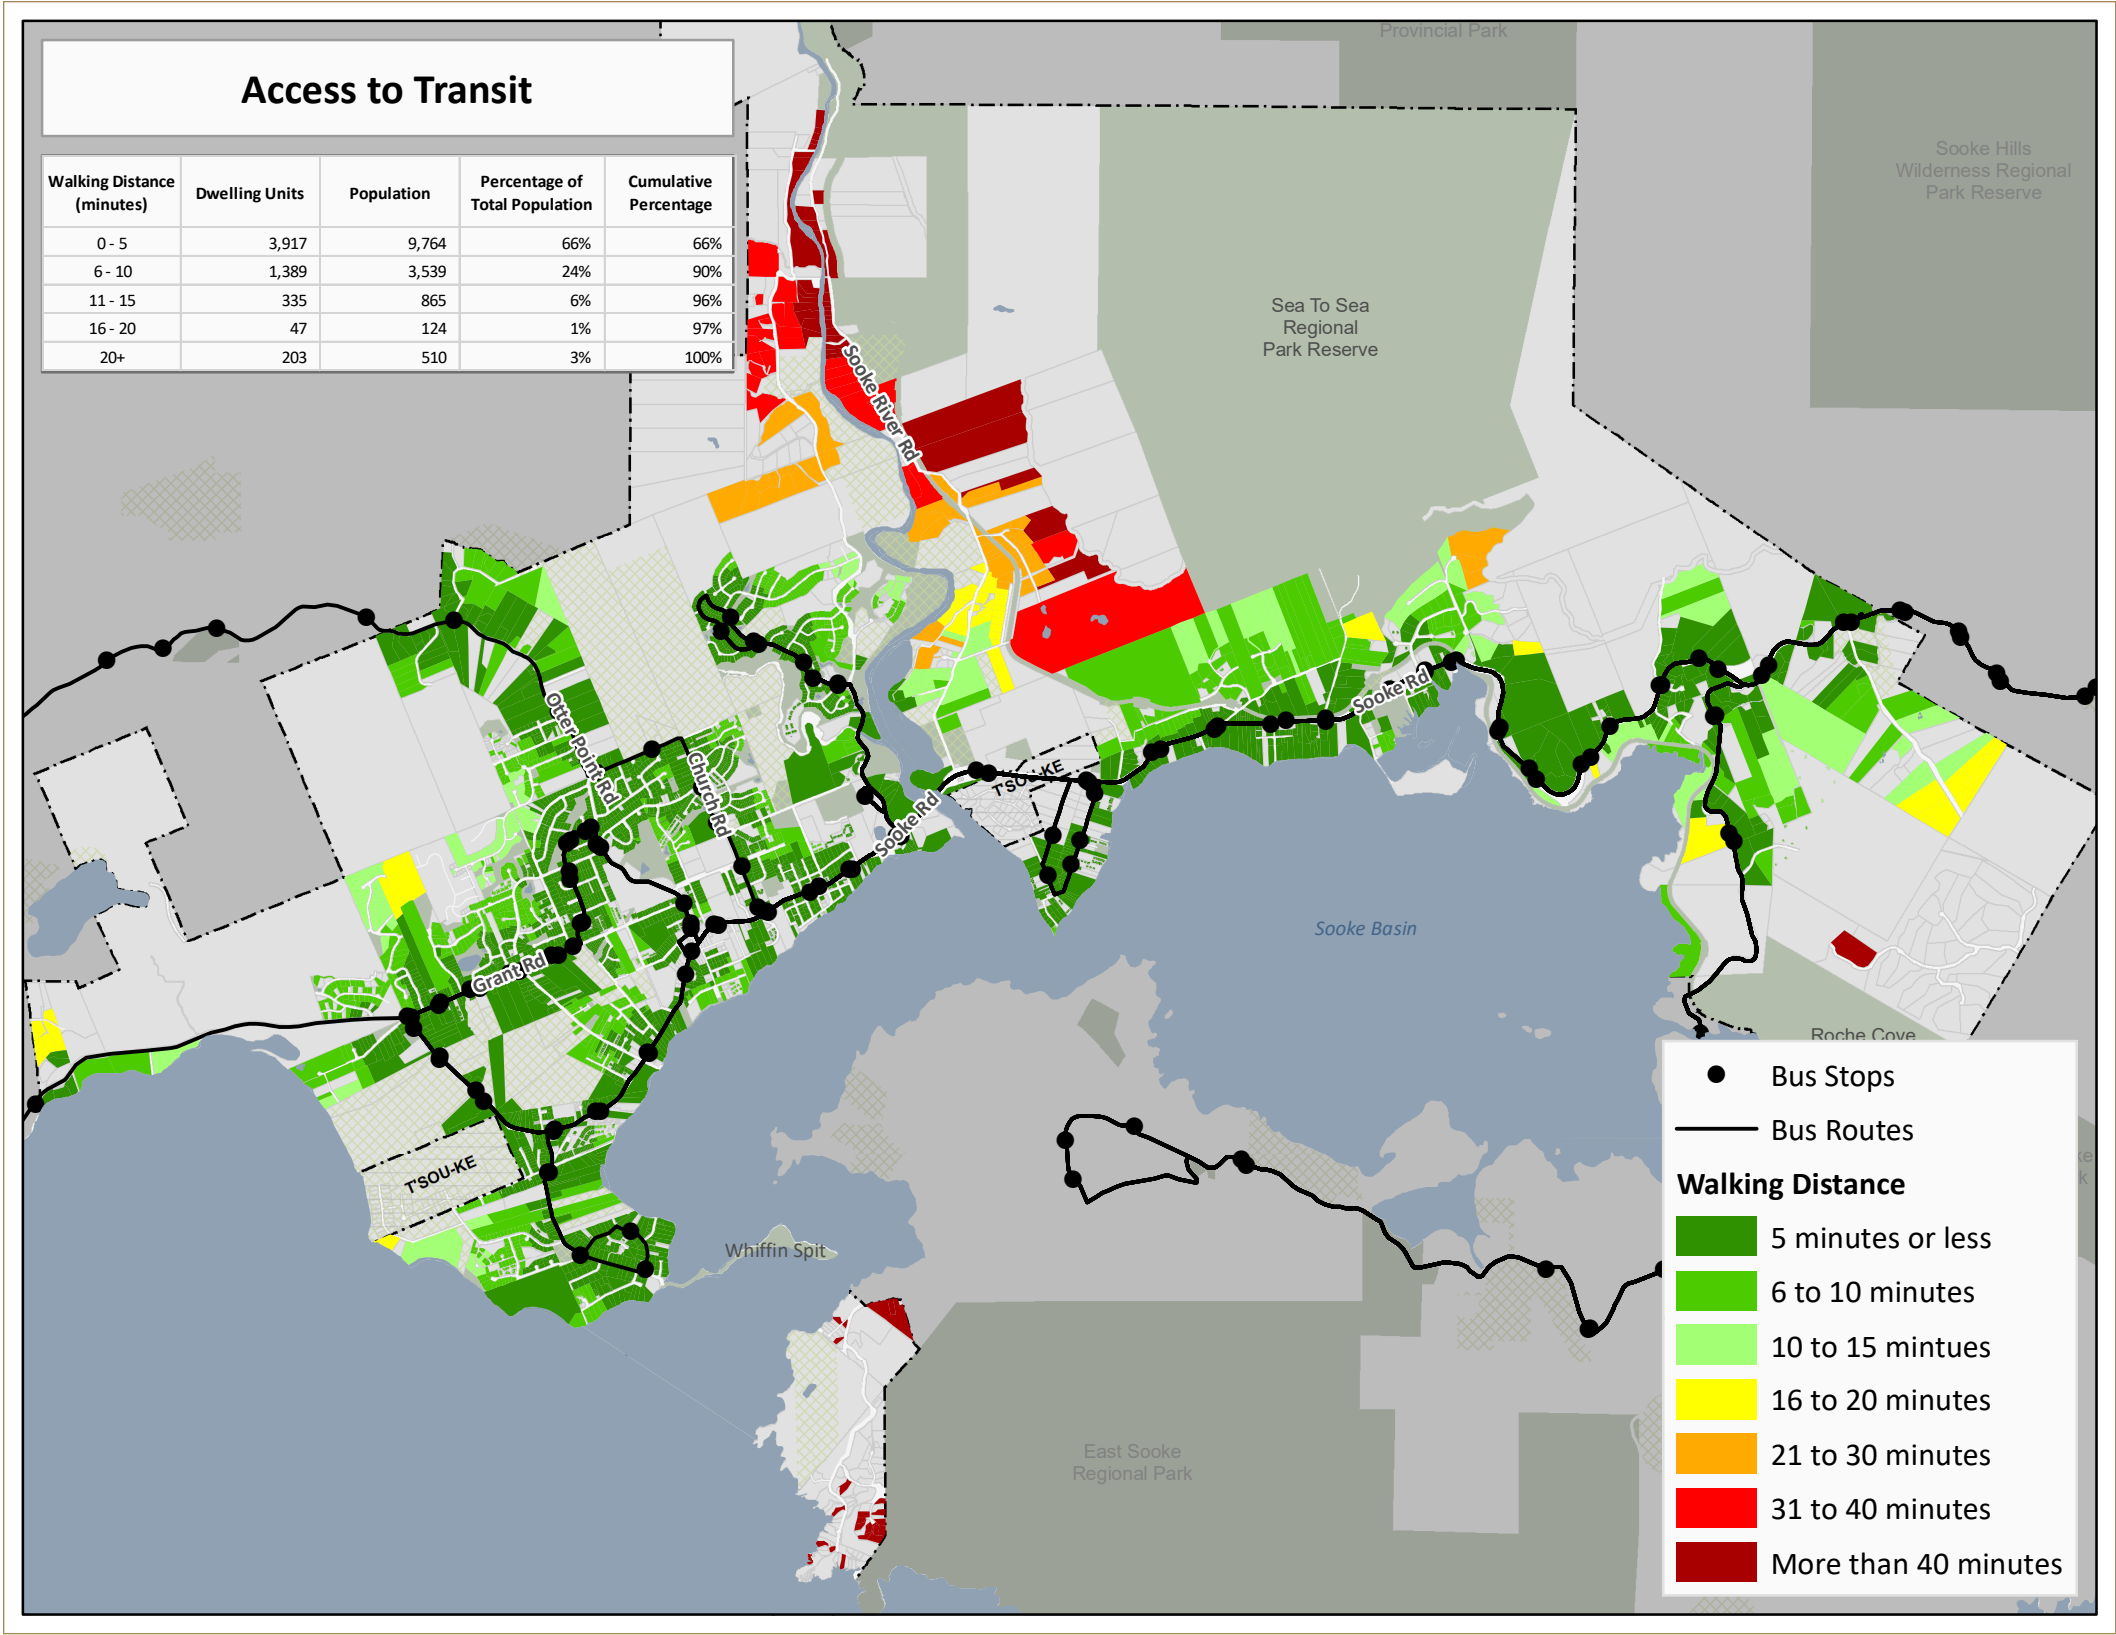 Access to Transit
Walking Distance (minutes) Dwelling Units Population Percentage of Total Population Cumulative Percentage
0 - 5 3,917 9,764 66% 66%
6 - 10 1,389 3,539 24% 90%
11 - 15 335 865 6% 96%
16 - 20 47 124 1% 97%
20+ 203 510 3% 100%
Provincial Park
Sooke Hills
Wilderness Regional
Park Reserve
Sea To Sea
Regional
Park Reserve
Sooke River Rd
Otter Point Rd
Church Rd
Sooke Rd
Sooke Rd
T'SOU-KE
Grant Rd
Sooke Basin
T'SOU-KE
Whiffin Spit
Roche Cove
East Sooke
Regional Park
Bus Stops
Bus Routes
Walking Distance
5 minutes or less
6 to 10 minutes
10 to 15 mintues
16 to 20 minutes
21 to 30 minutes
31 to 40 minutes
More than 40 minutes